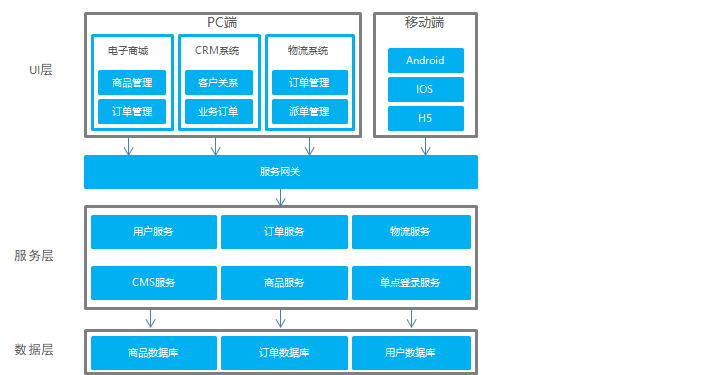 PC端
移动端
电子商城
CRM系统
物流系统
UI层
商品管理
客户关系
订单管理
Android
订单管理
业务订单
派单管理
IOS
H5
服务网关
用户服务
订单服务
物流服务
服务层
CMS服务
商品服务
单点登录服务
数据层
商品数据库
订单数据库
用户数据库